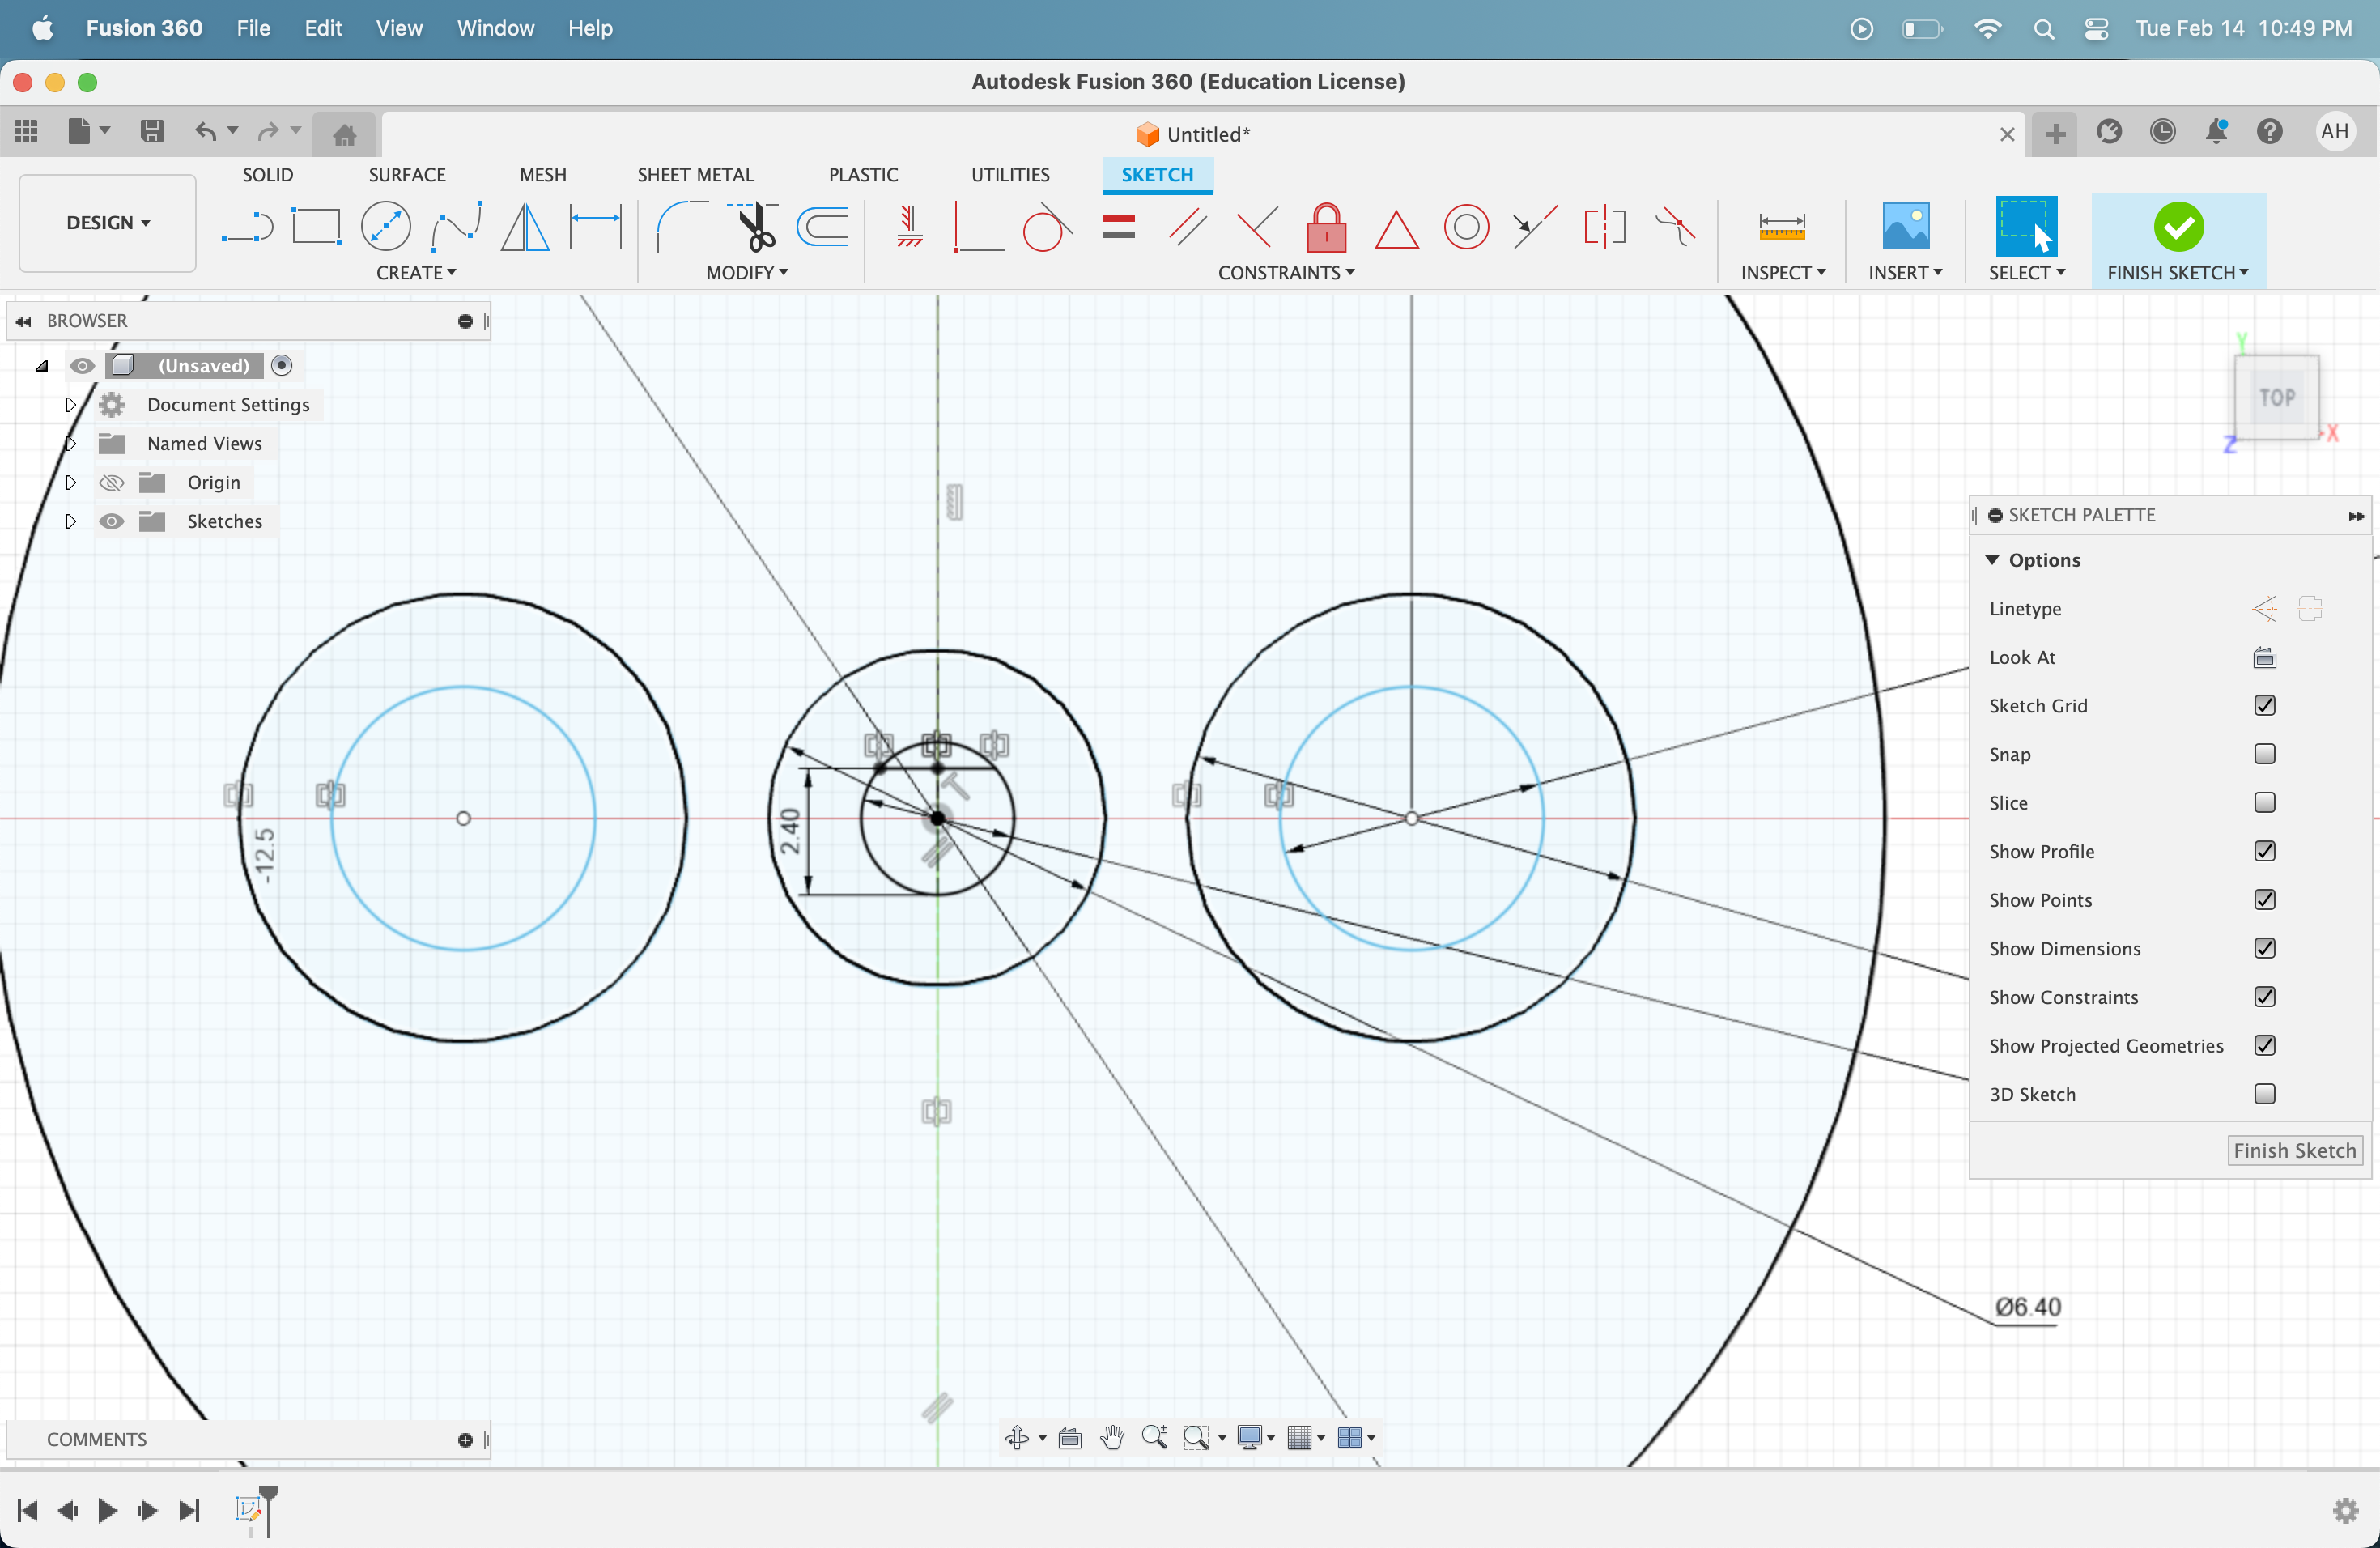 Fusion 360 File Edit View Window Help Tue Feb 14 10:49 PM
Autodesk Fusion 360 (Education License)
Untitled* AH
SOLID SURFACE MESH SHEET METAL PLASTIC UTILITIES SKETCH
DESIGN
CREATE MODIFY CONSTRAINTS INSPECT INSERT SELECT FINISH SKETCH
BROWSER
(Unsaved)
Document Settings
Named Views
Origin
Sketches
Y
TOP
X
Z
SKETCH PALETTE
Options
Linetype
Look At
Sketch Grid
Snap
Slice
Show Profile
Show Points
Show Dimensions
Show Constraints
Show Projected Geometries
3D Sketch
Finish Sketch
-12.5
2.40
Ø6.40
COMMENTS